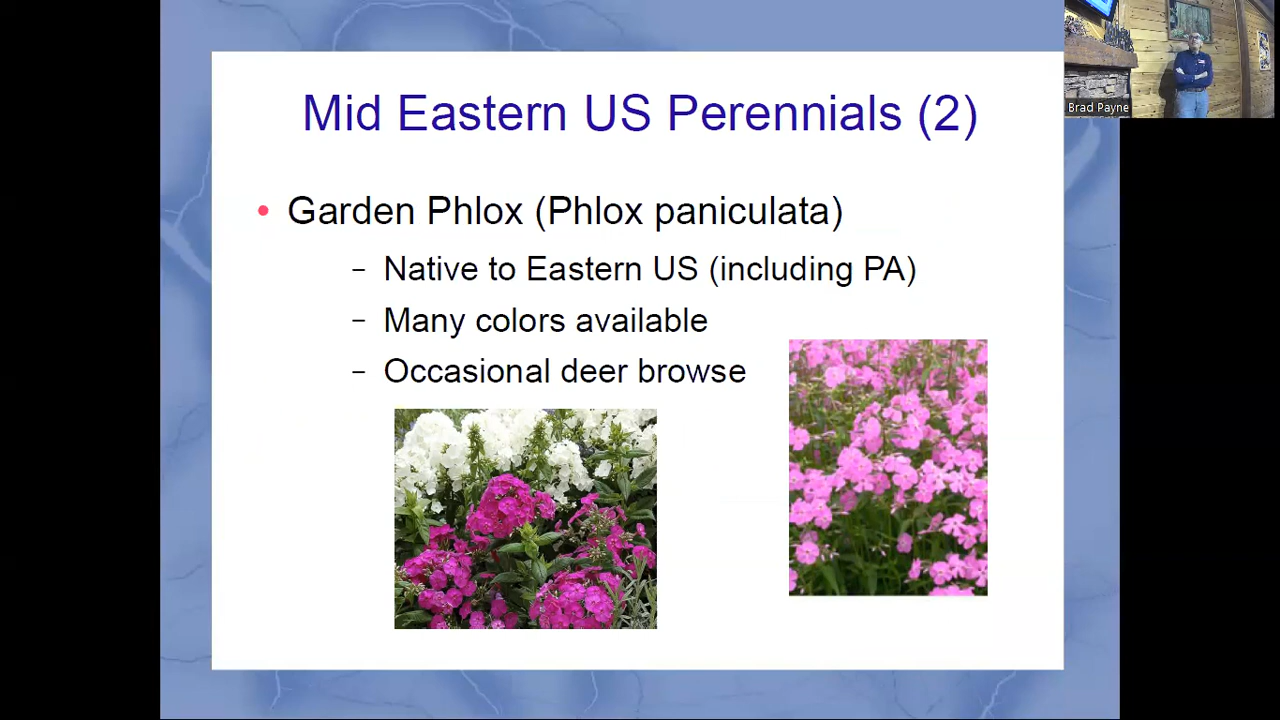 Mid Eastern US Perennials (2)
• Garden Phlox (Phlox paniculata)
– Native to Eastern US (including PA)
– Many colors available
– Occasional deer browse
Brad Payne